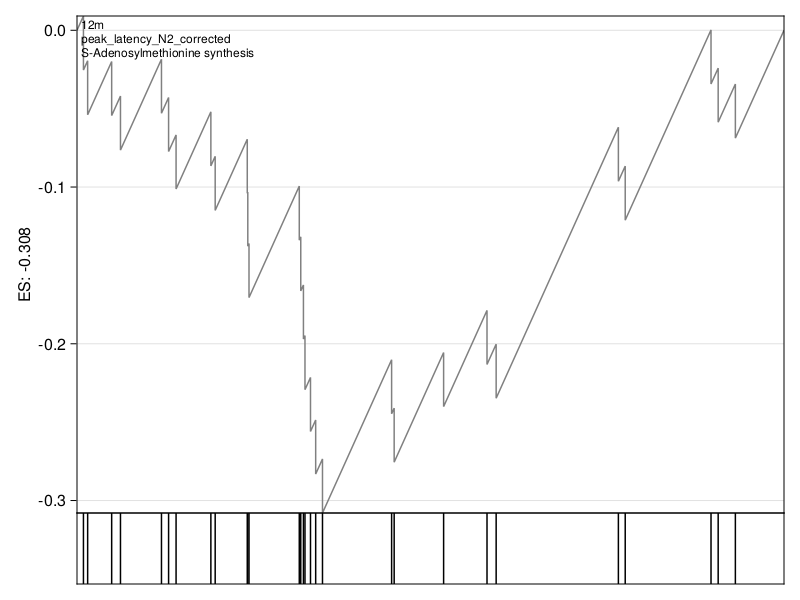 12m
peak_latency_N2_corrected
S-Adenosylmethionine synthesis
0.0
-0.1
-0.2
-0.3
ES: -0.308